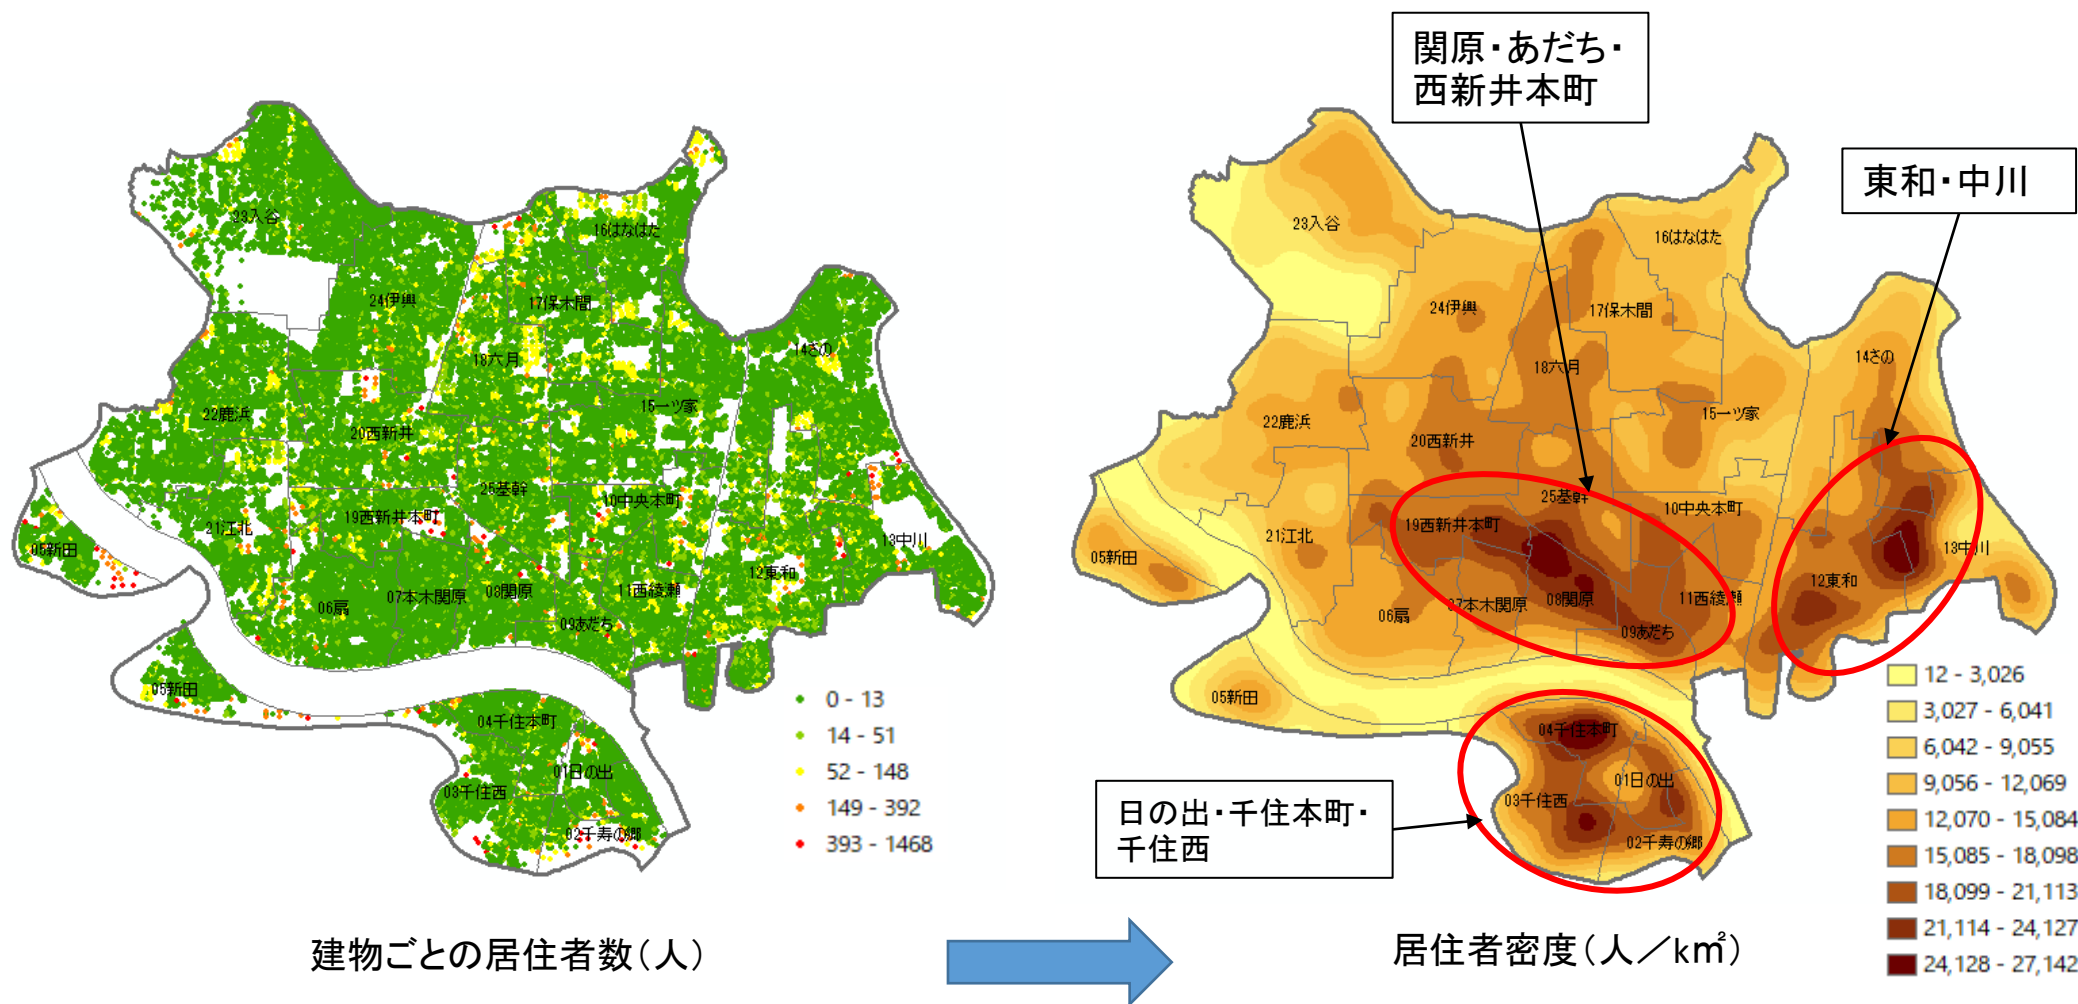 関原・あだち・
西新井本町
東和・中川
23入谷
16はなはた
24伊興
17保木間
18六月
14さの
15一ツ家
22鹿浜
20西新井
25基幹
10中央本町
19西新井本町
21江北
05新田
13中川
12東和
11西綾瀬
08関原
07本木関原
06扇
09あだち
05新田
04千住本町
01日の出
03千住西
02千寿の郷
0 - 13
14 - 51
52 - 148
149 - 392
393 - 1468
建物ごとの居住者数（人）
23入谷
16はなはた
24伊興
17保木間
18六月
14さの
15一ツ家
22鹿浜
20西新井
25基幹
10中央本町
19西新井本町
21江北
05新田
13中川
12東和
11西綾瀬
08関原
07本木関原
06扇
09あだち
05新田
04千住本町
01日の出
03千住西
02千寿の郷
日の出・千住本町・
千住西
12 - 3,026
3,027 - 6,041
6,042 - 9,055
9,056 - 12,069
12,070 - 15,084
15,085 - 18,098
18,099 - 21,113
21,114 - 24,127
24,128 - 27,142
居住者密度（人／k㎡）